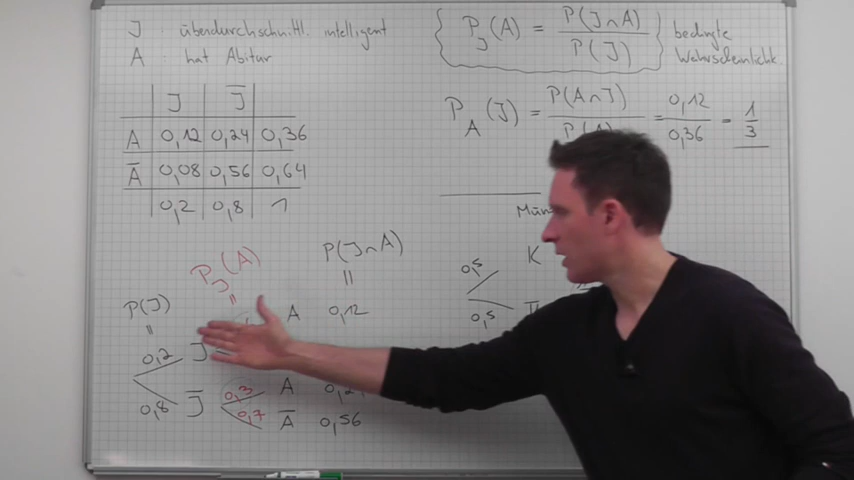 J : überdurchschnittl. intelligent
A : hat Abitur
J J̅
A 0,12 0,24 0,36
A̅ 0,08 0,56 0,64
0,2 0,8 1
P(J)
=
0,2 J
0,8 J̅
P_J(A)
=
A
0,3 A
0,7 A̅
P(J∩A)
=
0,12
0,56
P_J(A) = P(J∩A) / P(J)
bedingte
Wahrscheinlichk.
P_A(J) = P(A∩J) / P(A) = 0,12 / 0,36 = 1/3
0,5 K
0,5